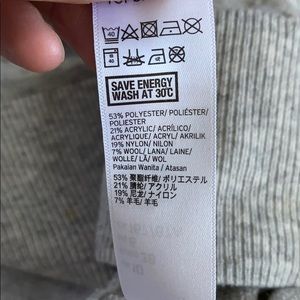 40
SAVE ENERGY
WASH AT 30°C
53% POLYESTER/ POLIÉSTER/
POLIESTER
21% ACRYLIC/ ACRÍLICO/
ACRYLIQUE/ ACRYL/ AKRILIK
19% NYLON/ NILON
7% WOOL/ LANA/ LAINE/
WOLLE/ LÃ/ WOL
Pakaian Wanita / Atasan
53% 聚酯纤维/ ポリエステル
21% 腈纶/ アクリル
19% 尼龙/ ナイロン
7% 羊毛/ 羊毛